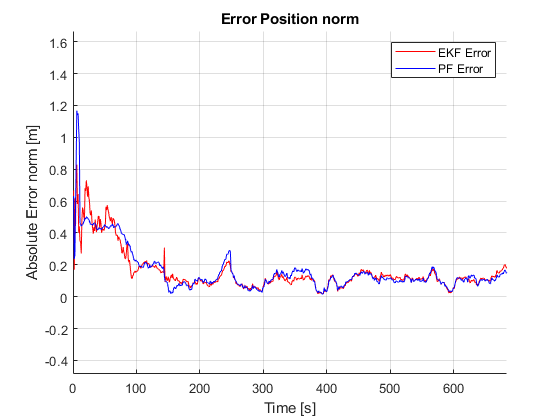 Error Position norm
EKF Error
PF Error
Absolute Error norm [m]
1.6
1.4
1.2
1
0.8
0.6
0.4
0.2
0
-0.2
-0.4
0 100 200 300 400 500 600
Time [s]